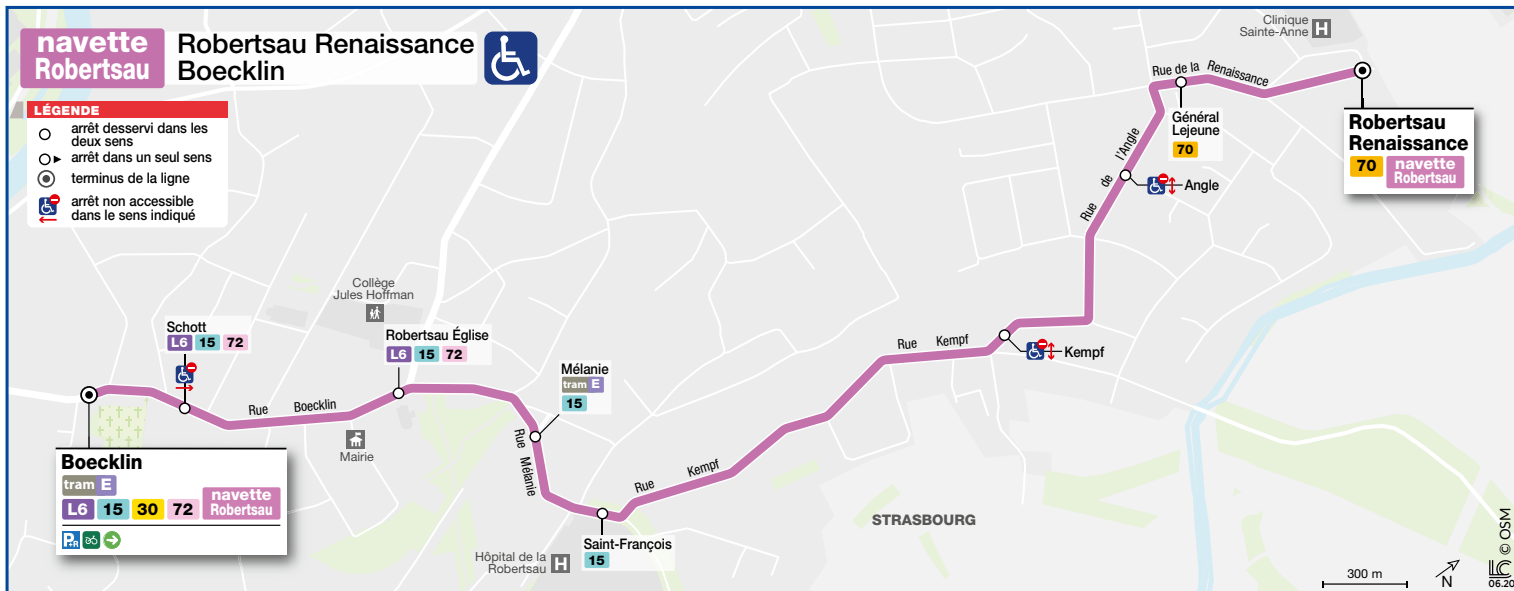 navette
Robertsau
Robertsau Renaissance
Boecklin
LÉGENDE
arrêt desservi dans les
deux sens
arrêt dans un seul sens
terminus de la ligne
arrêt non accessible
dans le sens indiqué
Clinique
Sainte-Anne
H
Rue de la Renaissance
Général
Lejeune
70
Robertsau
Renaissance
70 navette
Robertsau
Rue de l'Angle
Angle
Collège
Jules Hoffman
Schott
L6 15 72
Robertsau Église
L6 15 72
Mélanie
tram E
15
Rue Kempf
Kempf
Rue Boecklin
Mairie
Rue Mélanie
Rue Kempf
Boecklin
tram E
L6 15 30 72 navette
Robertsau
P+R
Saint-François
15
Hôpital de la
Robertsau
H
STRASBOURG
300 m
N
LC © OSM
06.20